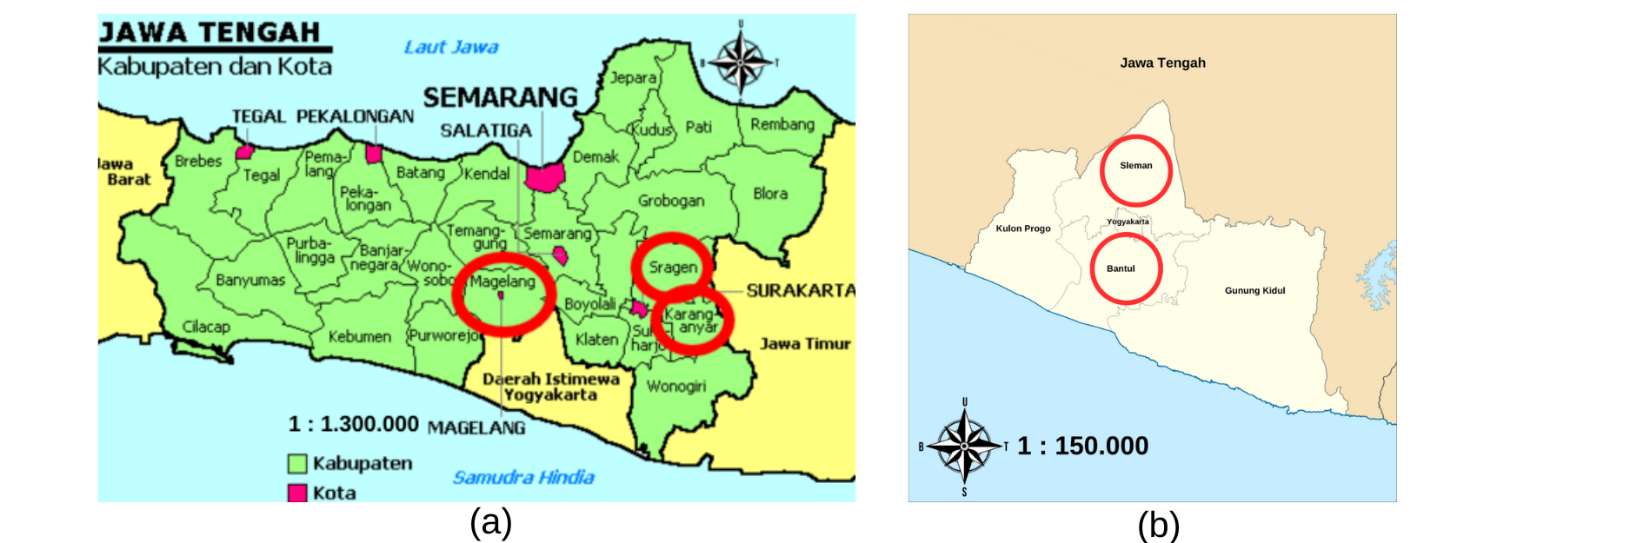 JAWA TENGAH
Kabupaten dan Kota
Laut Jawa
U
B
T
Jepara
SEMARANG
TEGAL
PEKALONGAN
SALATIGA
Kudus
Pati
Rembang
Jawa
Barat
Brebes
Tegal
Pema-
lang
Peka-
longan
Batang
Kendal
Demak
Grobogan
Blora
Temang-
gung
Semarang
Purba-
lingga
Banjar-
negara
Wono-
sobo
Banyumas
Magelang
Sragen
Boyolali
SURAKARTA
Karang-
anyar
Cilacap
Kebumen
Purworejo
Klaten
Suk
harjo
Jawa Timur
Daerah Istimewa
Yogyakarta
Wonogiri
1 : 1.300.000
MAGELANG
Kabupaten
Kota
Samudra Hindia
(a)
Jawa Tengah
Sleman
Yogyakarta
Kulon Progo
Bantul
Gunung Kidul
U
B
T
S
1 : 150.000
(b)